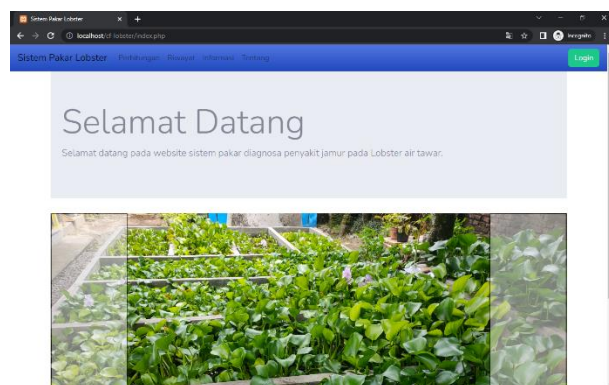 Sistem Pakar Lobster
localhost/cf-lobster/index.php
Incognito
Sistem Pakar Lobster Perhitungan Riwayat Informasi Tentang Login
Selamat Datang
Selamat datang pada website sistem pakar diagnosa penyakit jamur pada Lobster air tawar.